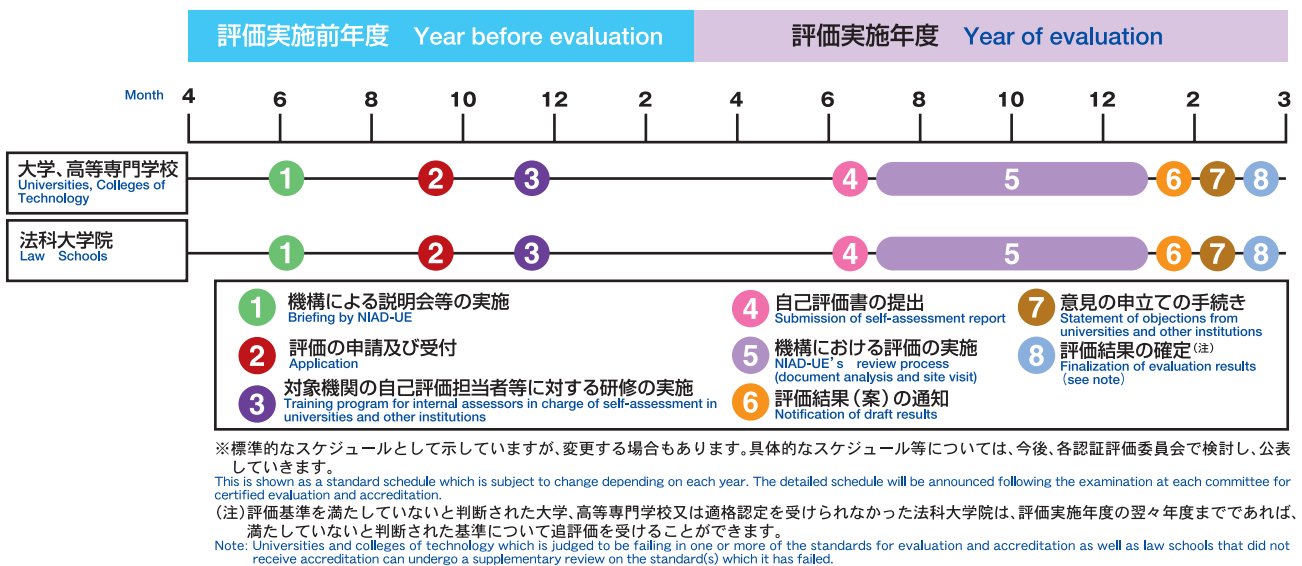 評価実施前年度 Year before evaluation
評価実施年度 Year of evaluation
Month 4 6 8 10 12 2 4 6 8 10 12 2 3
大学、高等専門学校
Universities, Colleges of
Technology
1 2 3 4 5 6 7 8
法科大学院
Law Schools
1 2 3 4 5 6 7 8
1 機構による説明会等の実施
Briefing by NIAD-UE
2 評価の申請及び受付
Application
3 対象機関の自己評価担当者等に対する研修の実施
Training program for internal assessors in charge of self-assessment in
universities and other institutions
4 自己評価書の提出
Submission of self-assessment report
5 機構における評価の実施
NIAD-UE's review process
(document analysis and site visit)
6 評価結果(案)の通知
Notification of draft results
7 意見の申立ての手続き
Statement of objections from
universities and other institutions
8 評価結果の確定(注)
Finalization of evaluation results
(see note)
※標準的なスケジュールとして示していますが、変更する場合もあります。具体的なスケジュール等については、今後、各認証評価委員会で検討し、公表
していきます。
This is shown as a standard schedule which is subject to change depending on each year. The detailed schedule will be announced following the examination at each committee for
certified evaluation and accreditation.
(注)評価基準を満たしていないと判断された大学、高等専門学校又は適格認定を受けられなかった法科大学院は、評価実施年度の翌々年度までであれば、
満たしていないと判断された基準について追評価を受けることができます。
Note: Universities and colleges of technology which is judged to be failing in one or more of the standards for evaluation and accreditation as well as law schools that did not
receive accreditation can undergo a supplementary review on the standard(s) which it has failed.